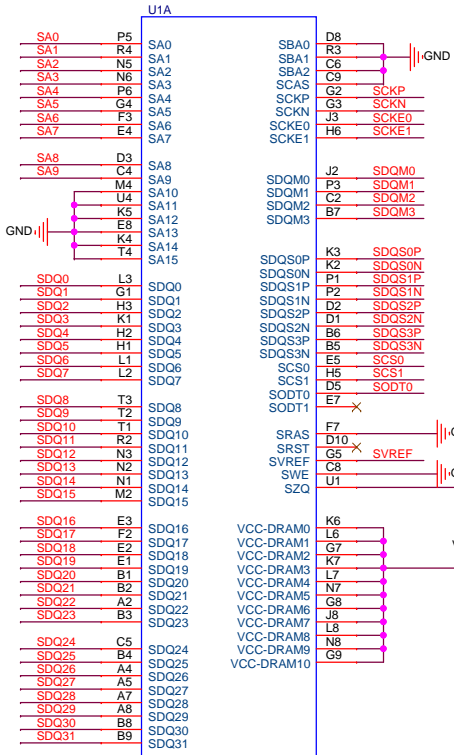 U1A
SA0 P5 SA0
SA1 R4 SA1
SA2 N5 SA2
SA3 N6 SA3
SA4 P6 SA4
SA5 G4 SA5
SA6 F3 SA6
SA7 E4 SA7
SA8 D3 SA8
SA9 C4 SA9
M4 SA10
U4 SA11
K5 SA12
GND E8 SA13
K4 SA14
T4 SA15
SDQ0 L3 SDQ0
SDQ1 G1 SDQ1
SDQ2 H3 SDQ2
SDQ3 K1 SDQ3
SDQ4 H2 SDQ4
SDQ5 H1 SDQ5
SDQ6 L1 SDQ6
SDQ7 L2 SDQ7
SDQ8 T3 SDQ8
SDQ9 T2 SDQ9
SDQ10 T1 SDQ10
SDQ11 R2 SDQ11
SDQ12 N3 SDQ12
SDQ13 N2 SDQ13
SDQ14 N1 SDQ14
SDQ15 M2 SDQ15
SDQ16 E3 SDQ16
SDQ17 F2 SDQ17
SDQ18 E2 SDQ18
SDQ19 E1 SDQ19
SDQ20 B1 SDQ20
SDQ21 B2 SDQ21
SDQ22 A2 SDQ22
SDQ23 B3 SDQ23
SDQ24 C5 SDQ24
SDQ25 B4 SDQ25
SDQ26 A4 SDQ26
SDQ27 A5 SDQ27
SDQ28 A7 SDQ28
SDQ29 A8 SDQ29
SDQ30 B8 SDQ30
SDQ31 B9 SDQ31
SBA0 D8
SBA1 R3 GND
SBA2 C6
SCAS C9
SCKP G2 SCKP
SCKN G3 SCKN
SCKE0 J3 SCKE0
SCKE1 H6 SCKE1
SDQM0 J2 SDQM0
SDQM1 P3 SDQM1
SDQM2 C2 SDQM2
SDQM3 B7 SDQM3
SDQS0P K3 SDQS0P
SDQS0N K2 SDQS0N
SDQS1P P1 SDQS1P
SDQS1N P2 SDQS1N
SDQS2P D2 SDQS2P
SDQS2N D1 SDQS2N
SDQS3P B6 SDQS3P
SDQS3N B5 SDQS3N
SCS0 E5 SCS0
SCS1 H5 SCS1
SODT0 D5 SODT0
SODT1 E7
SRAS F7
SRST D10
SVREF G5 SVREF
SWE C8
SZQ U1
VCC-DRAM0 K6
VCC-DRAM1 L6
VCC-DRAM2 G7
VCC-DRAM3 K7
VCC-DRAM4 L7
VCC-DRAM5 N7
VCC-DRAM6 G8
VCC-DRAM7 J8
VCC-DRAM8 L8
VCC-DRAM9 N8
VCC-DRAM10 G9